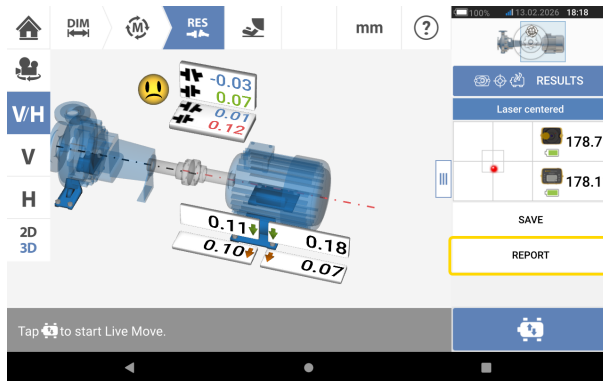 DIM
M
RES
mm
?
100% 13.02.2026 18:18
V/H
V
H
2D
3D
-0.03
0.07
0.01
0.12
0.11
0.18
0.10
0.07
RESULTS
Laser centered
178.7
178.1
SAVE
REPORT
Tap to start Live Move.